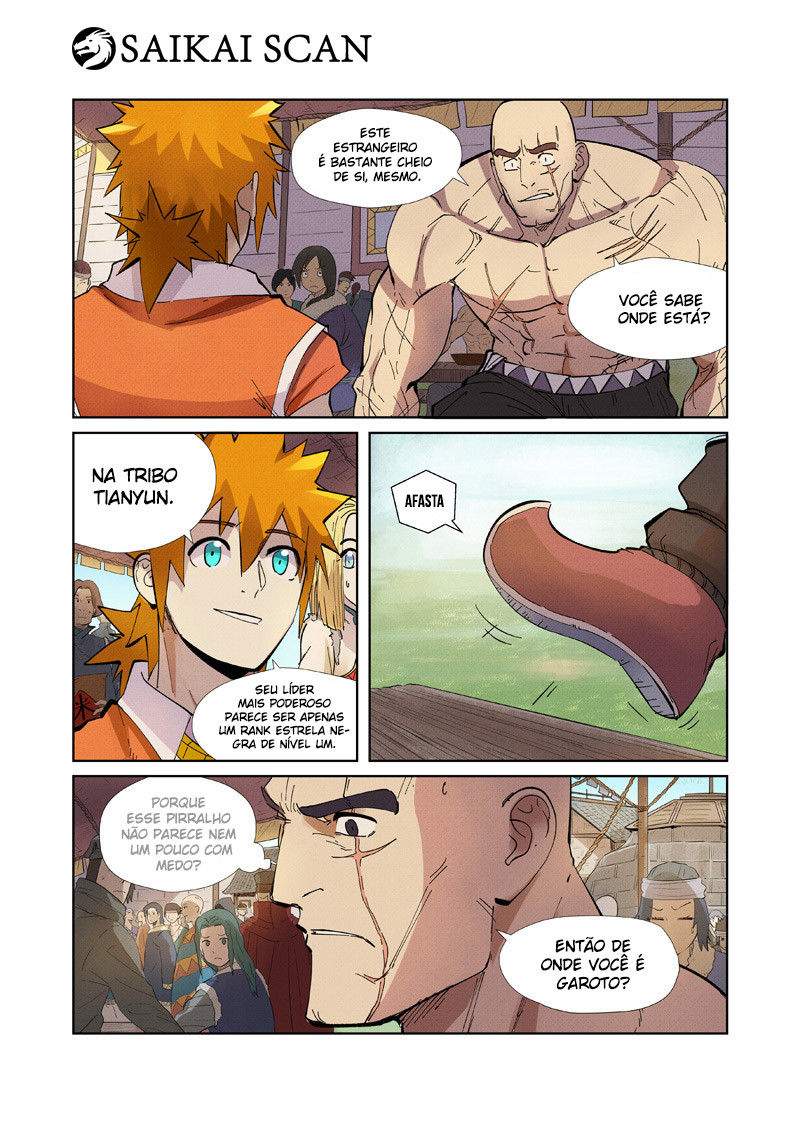 SAIKAI SCAN
ESTE
ESTRANGEIRO
É BASTANTE CHEIO
DE SI, MESMO.
VOCÊ SABE
ONDE ESTÁ?
NA TRIBO
TIANYUN.
SEU LÍDER
MAIS PODEROSO
PARECE SER APENAS
UM RANK ESTRELA NE-
GRA DE NÍVEL UM.
AFASTA
PORQUE
ESSE PIRRALHO
NÃO PARECE NEM
UM POUCO COM
MEDO?
ENTÃO DE
ONDE VOCÊ É
GAROTO?